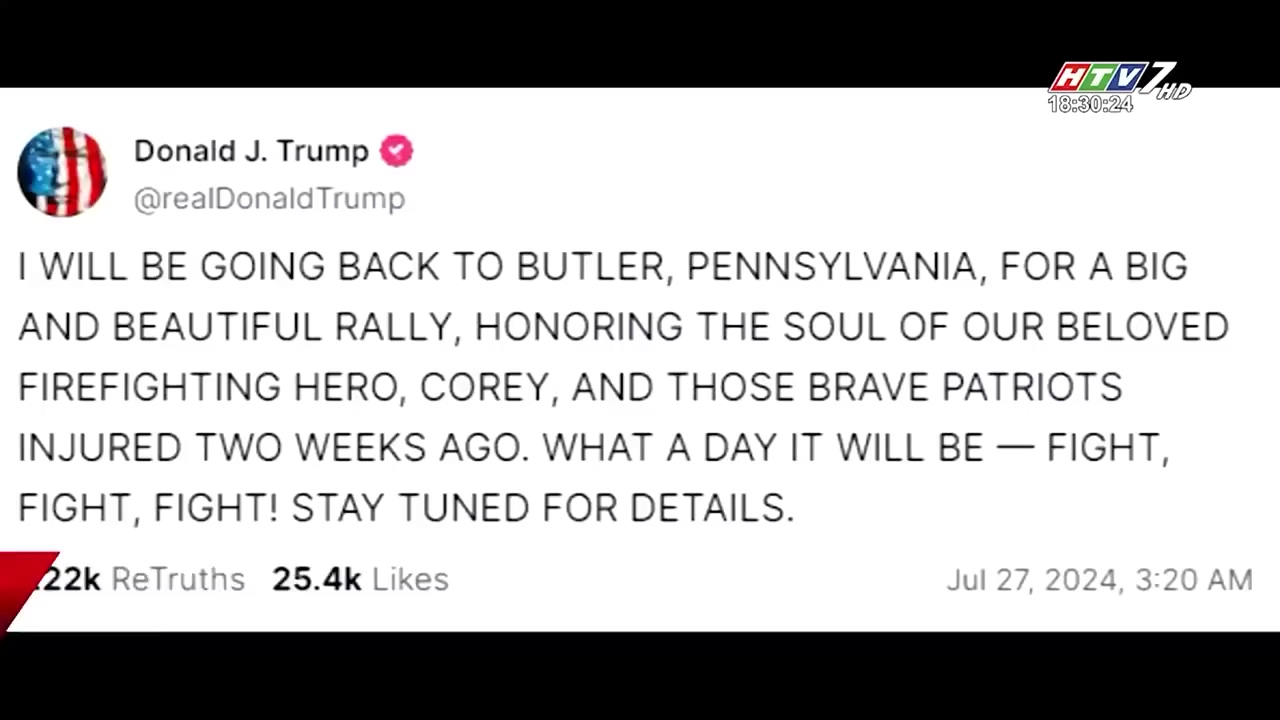 HTV7 HD
18:30:24
Donald J. Trump
@realDonaldTrump
I WILL BE GOING BACK TO BUTLER, PENNSYLVANIA, FOR A BIG
AND BEAUTIFUL RALLY, HONORING THE SOUL OF OUR BELOVED
FIREFIGHTING HERO, COREY, AND THOSE BRAVE PATRIOTS
INJURED TWO WEEKS AGO. WHAT A DAY IT WILL BE — FIGHT,
FIGHT, FIGHT! STAY TUNED FOR DETAILS.
.22k ReTruths 25.4k Likes Jul 27, 2024, 3:20 AM